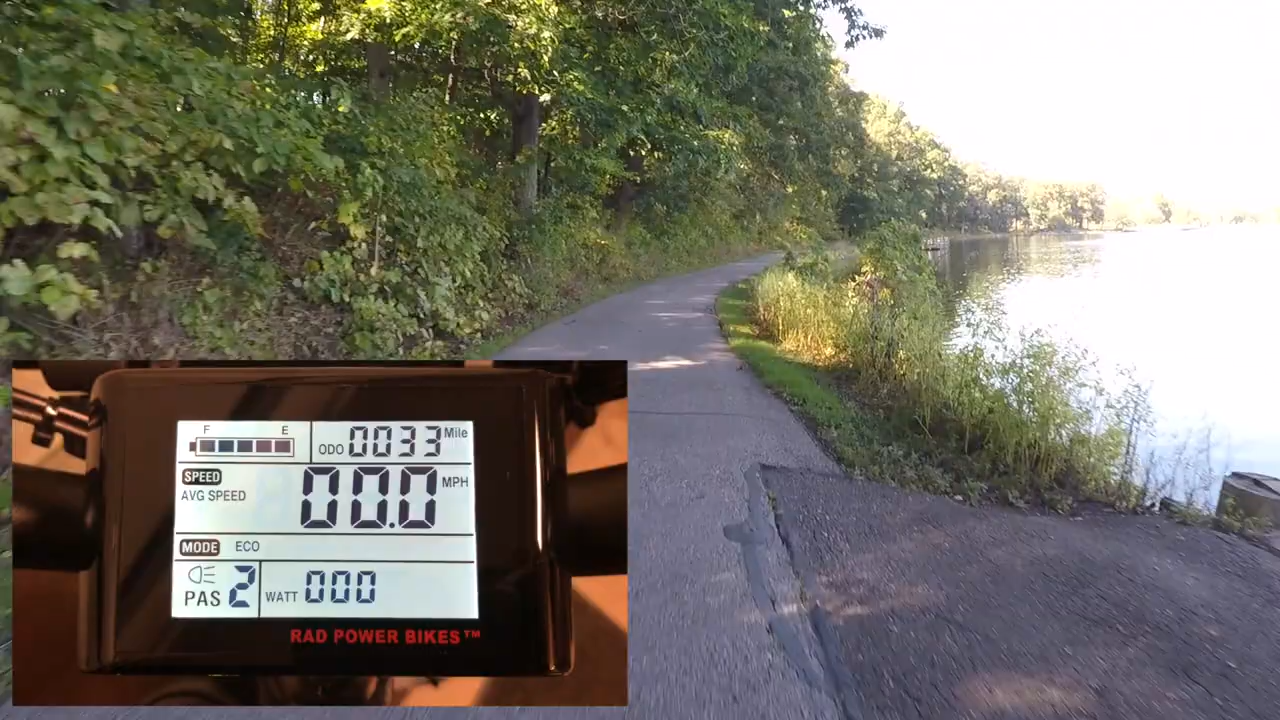 F E
ODO 0033 Mile
SPEED
AVG SPEED 00.0 MPH
MODE ECO
PAS 2 WATT 000
RAD POWER BIKES™